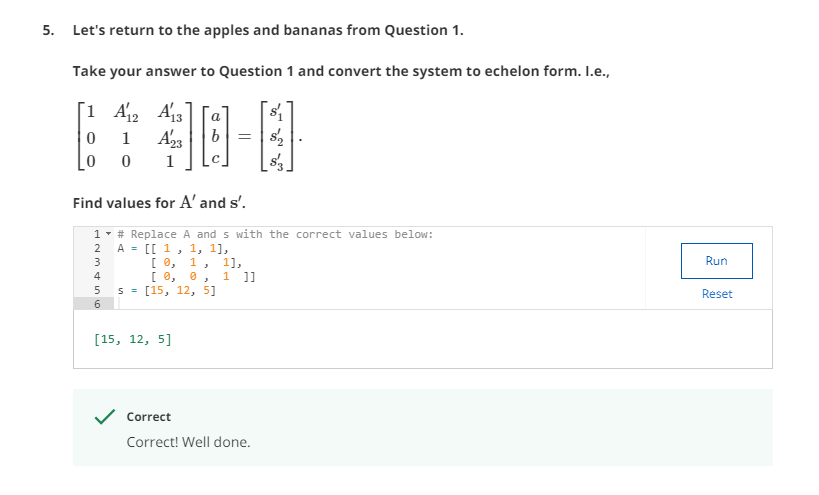 5. Let's return to the apples and bananas from Question 1.
Take your answer to Question 1 and convert the system to echelon form. I.e.,
[1 A′12 A′13] [a] [s′1]
[0 1 A′23] [b] = [s′2] .
[0 0 1] [c] [s′3]
Find values for A′ and s′.
1 # Replace A and s with the correct values below:
2 A = [[ 1 , 1, 1],
3 [ 0, 1 , 1],
4 [ 0, 0 , 1 ]]
5 s = [15, 12, 5]
6
Run
Reset
[15, 12, 5]
Correct
Correct! Well done.